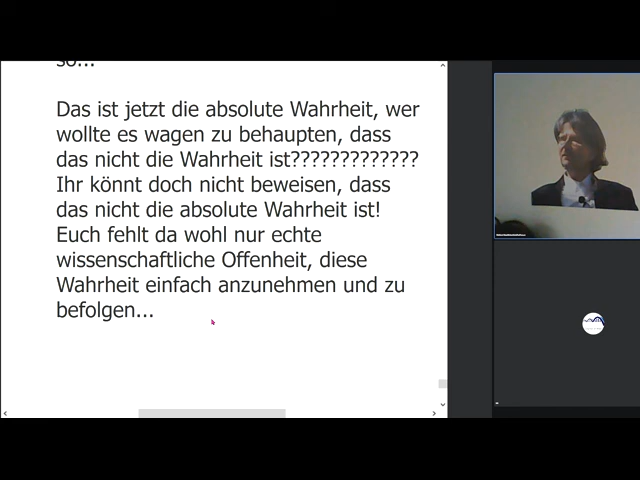 so...
Das ist jetzt die absolute Wahrheit, wer
wollte es wagen zu behaupten, dass
das nicht die Wahrheit ist?????????????
Ihr könnt doch nicht beweisen, dass
das nicht die absolute Wahrheit ist!
Euch fehlt da wohl nur echte
wissenschaftliche Offenheit, diese
Wahrheit einfach anzunehmen und zu
befolgen...